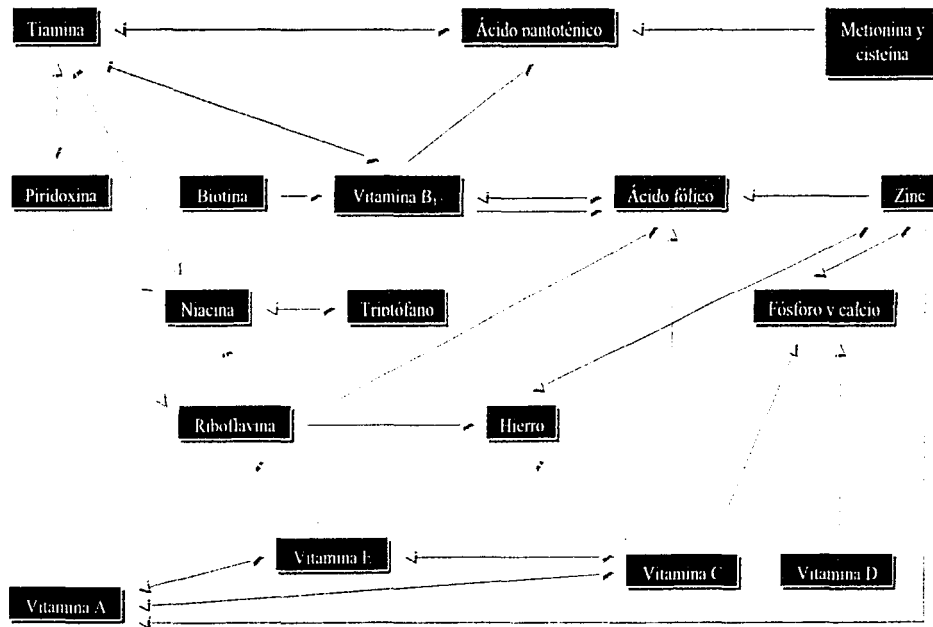 Tiamina
Ácido pantoténico
Metionina y
cisteína
Piridoxina
Biotina
Vitamina B₁
Ácido fólico
Zinc
Niacina
Triptófano
Fósforo y calcio
Riboflavina
Hierro
Vitamina E
Vitamina C
Vitamina D
Vitamina A